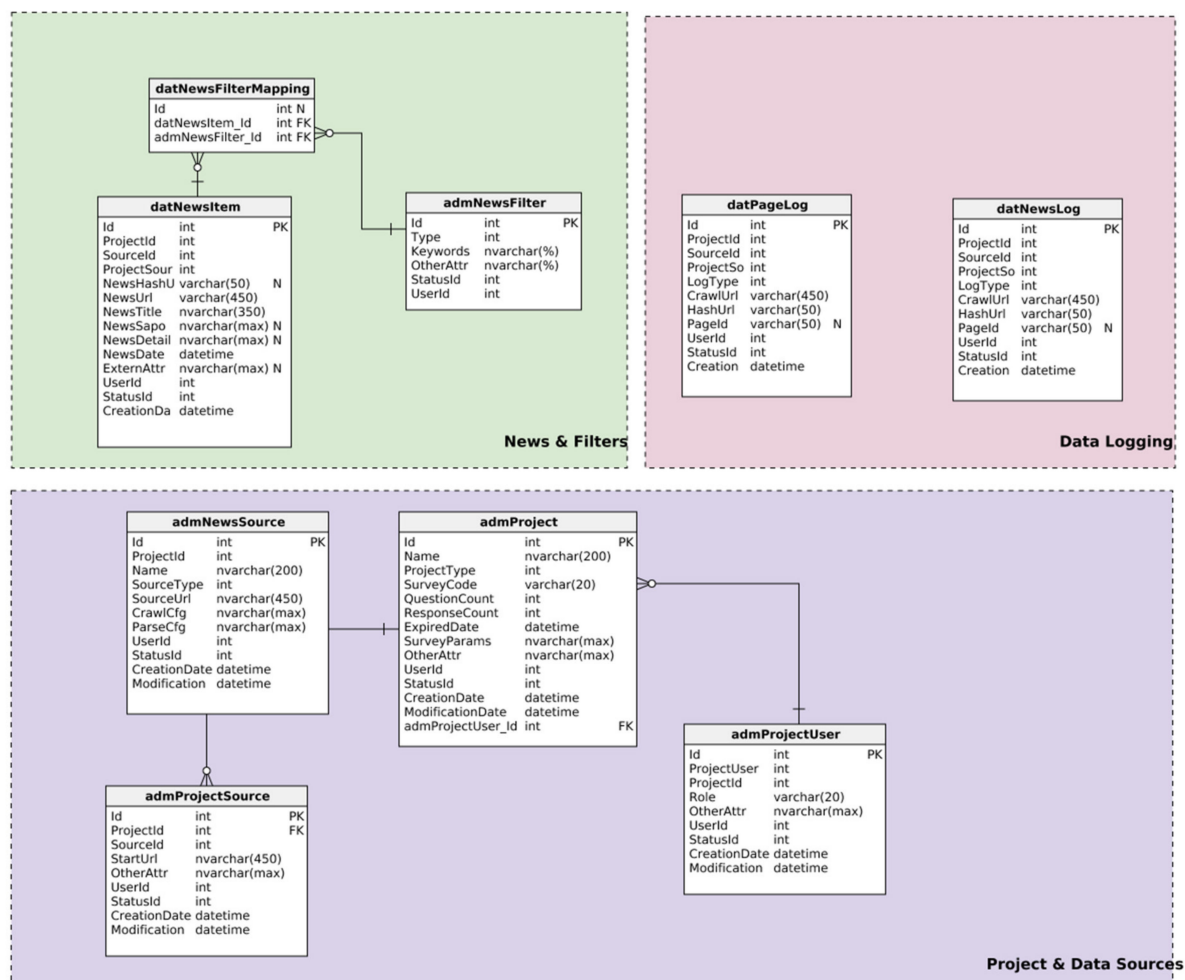 datNewsFilterMapping
Id int N
datNewsItem_Id int FK
admNewsFilter_Id int FK
datNewsItem
Id int PK
ProjectId int
SourceId int
ProjectSour int
NewsHashU varchar(50) N
NewsUrl varchar(450)
NewsTitle nvarchar(350)
NewsSapo nvarchar(max) N
NewsDetail nvarchar(max) N
NewsDate datetime
ExternAttr nvarchar(max) N
UserId int
StatusId int
CreationDa datetime
admNewsFilter
Id int PK
Type int
Keywords nvarchar(%)
OtherAttr nvarchar(%)
StatusId int
UserId int
News & Filters
datPageLog
Id int PK
ProjectId int
SourceId int
ProjectSo int
LogType int
CrawlUrl varchar(450)
HashUrl varchar(50)
PageId varchar(50) N
UserId int
StatusId int
Creation datetime
datNewsLog
Id int PK
ProjectId int
SourceId int
ProjectSo int
LogType int
CrawlUrl varchar(450)
HashUrl varchar(50)
PageId varchar(50) N
UserId int
StatusId int
Creation datetime
Data Logging
admNewsSource
Id int PK
ProjectId int
Name nvarchar(200)
SourceType int
SourceUrl nvarchar(450)
CrawlCfg nvarchar(max)
ParseCfg nvarchar(max)
UserId int
StatusId int
CreationDate datetime
Modification datetime
admProject
Id int PK
Name nvarchar(200)
ProjectType int
SurveyCode varchar(20)
QuestionCount int
ResponseCount int
ExpiredDate datetime
SurveyParams nvarchar(max)
OtherAttr nvarchar(max)
UserId int
StatusId int
CreationDate datetime
ModificationDate datetime
admProjectUser_Id int FK
admProjectUser
Id int PK
ProjectUser int
ProjectId int
Role varchar(20)
OtherAttr nvarchar(max)
UserId int
StatusId int
CreationDate datetime
Modification datetime
admProjectSource
Id int PK
ProjectId int FK
SourceId int
StartUrl nvarchar(450)
OtherAttr nvarchar(max)
UserId int
StatusId int
CreationDate datetime
Modification datetime
Project & Data Sources